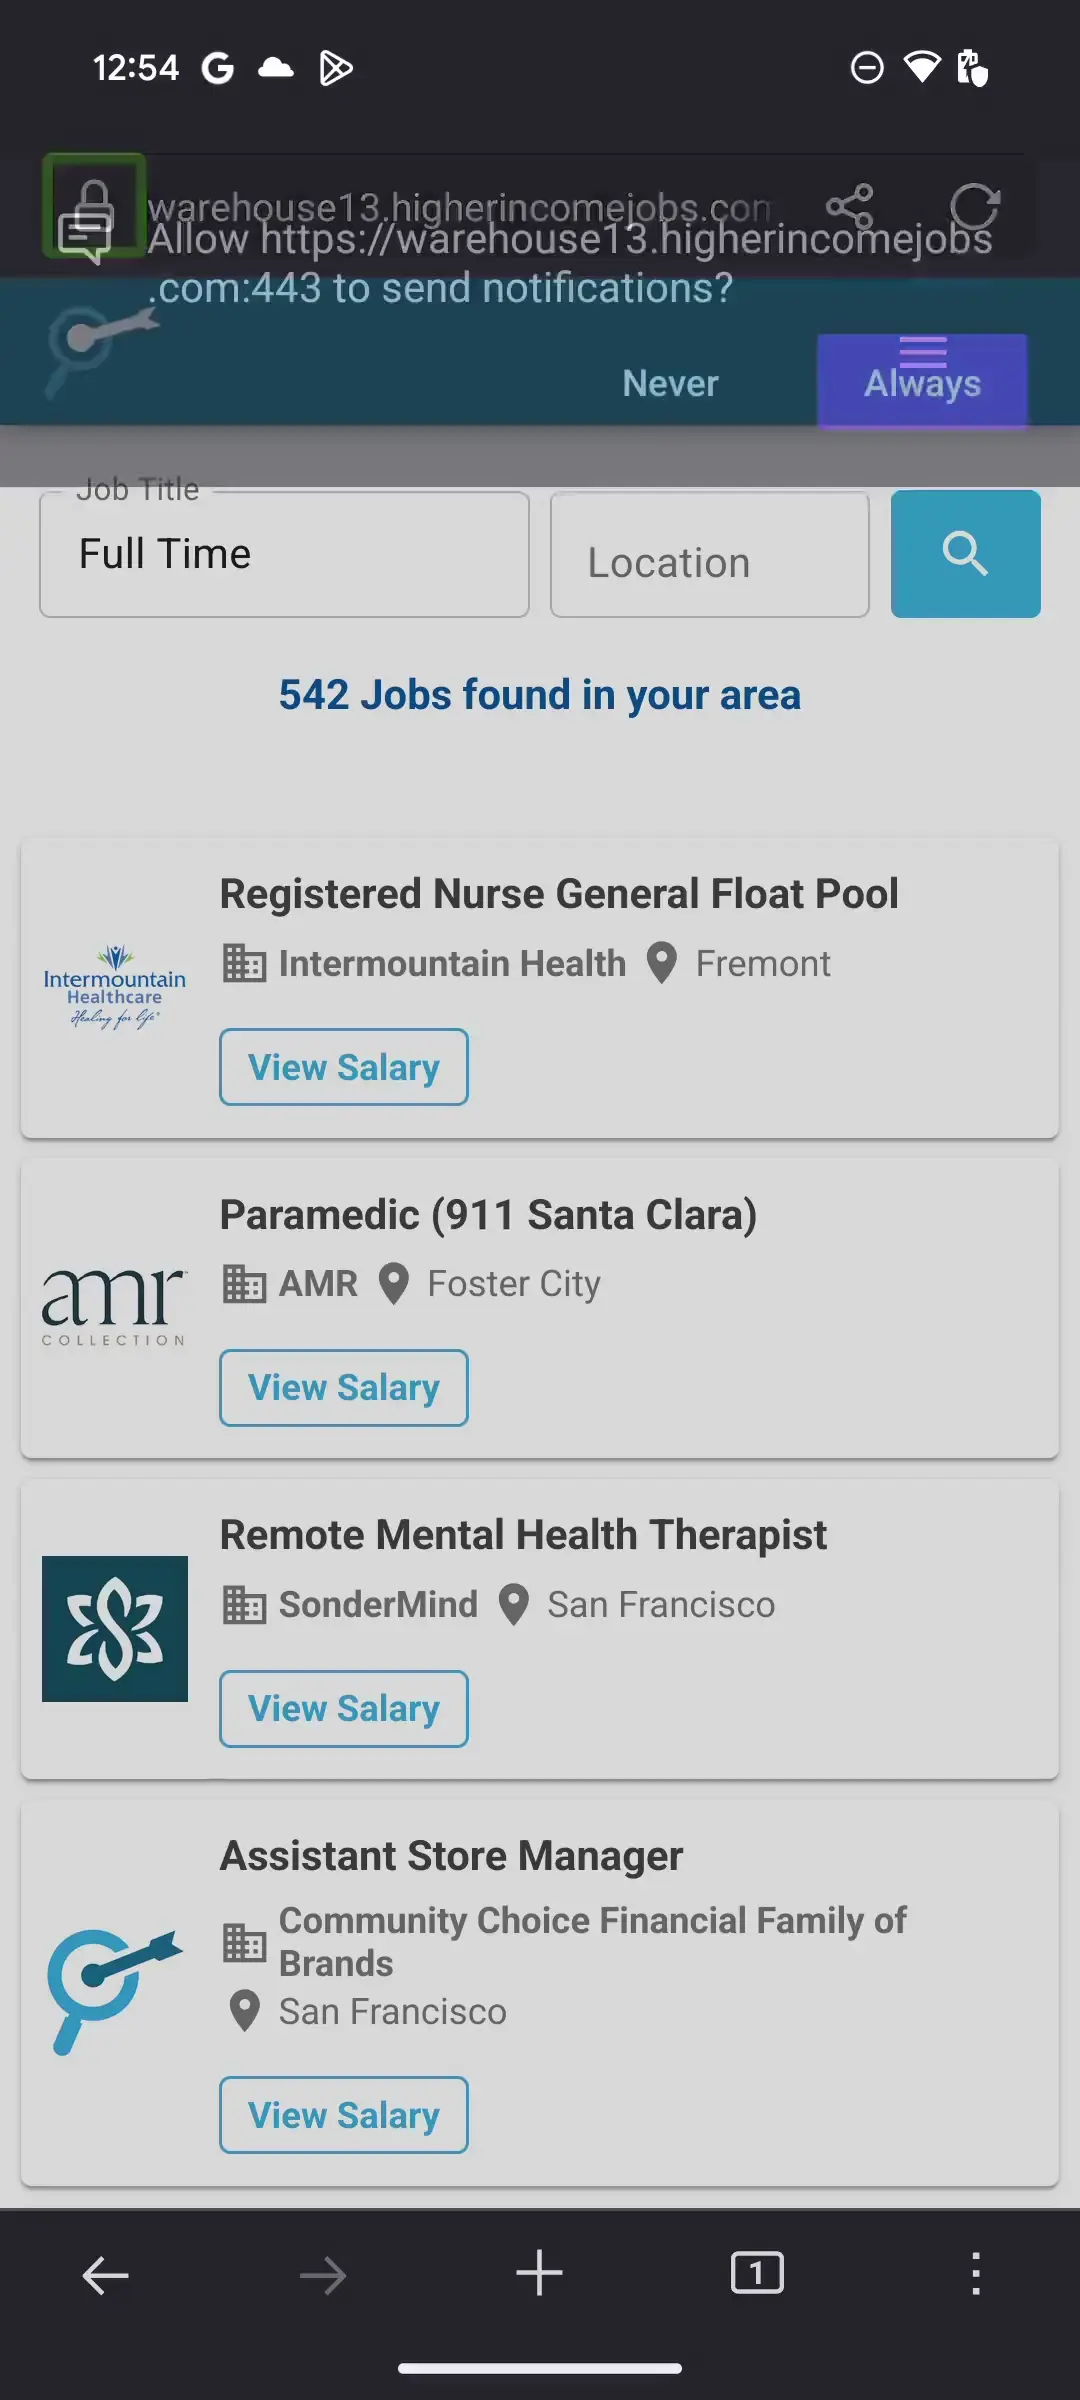 12:54
warehouse13.higherincomejobs.com
Allow https://warehouse13.higherincomejobs
.com:443 to send notifications?
Never
Always
Job Title
Full Time
Location
542 Jobs found in your area
Registered Nurse General Float Pool
Intermountain Healthcare
Healing for life®
Intermountain Health
Fremont
View Salary
Paramedic (911 Santa Clara)
amr
COLLECTION
AMR
Foster City
View Salary
Remote Mental Health Therapist
SonderMind
San Francisco
View Salary
Assistant Store Manager
Community Choice Financial Family of
Brands
San Francisco
View Salary
1